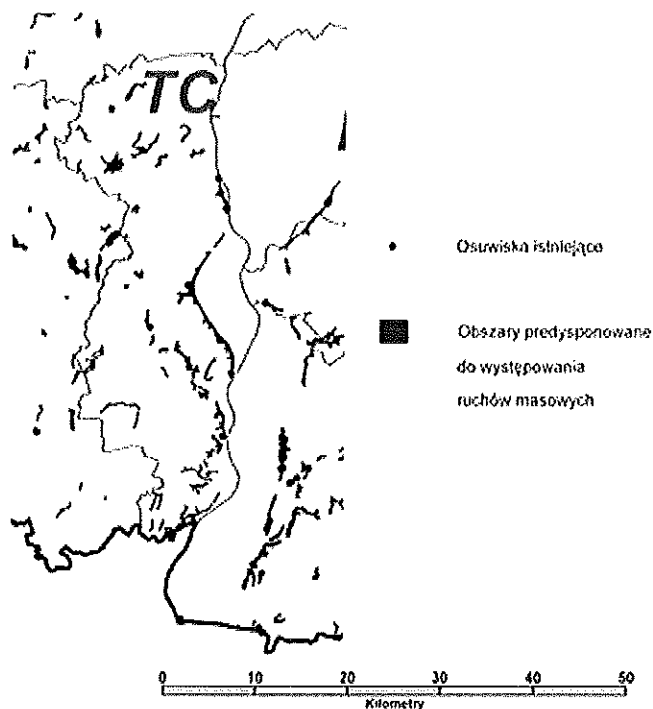 TC
Osuwiska istniejące
Obszary predysponowane
do występowania
ruchów masowych
0 10 20 30 40 50
Kilometry